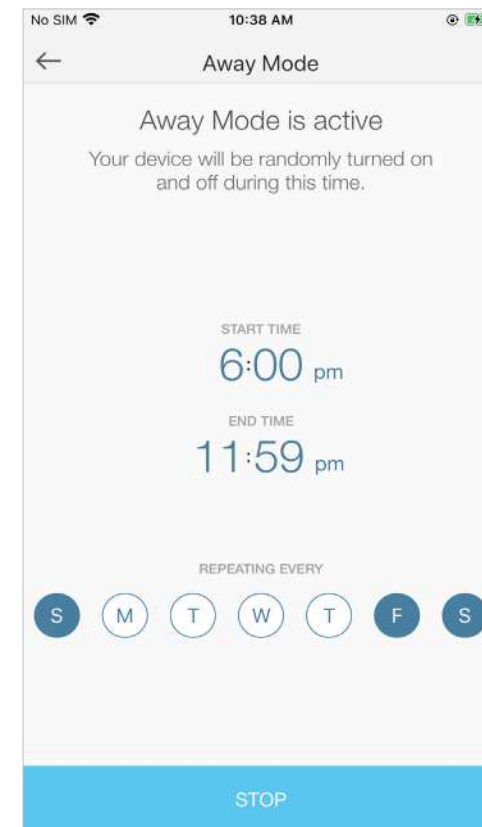 No SIM 10:38 AM
Away Mode
Away Mode is active
Your device will be randomly turned on
and off during this time.
START TIME
6:00 pm
END TIME
11:59 pm
REPEATING EVERY
S M T W T F S
STOP